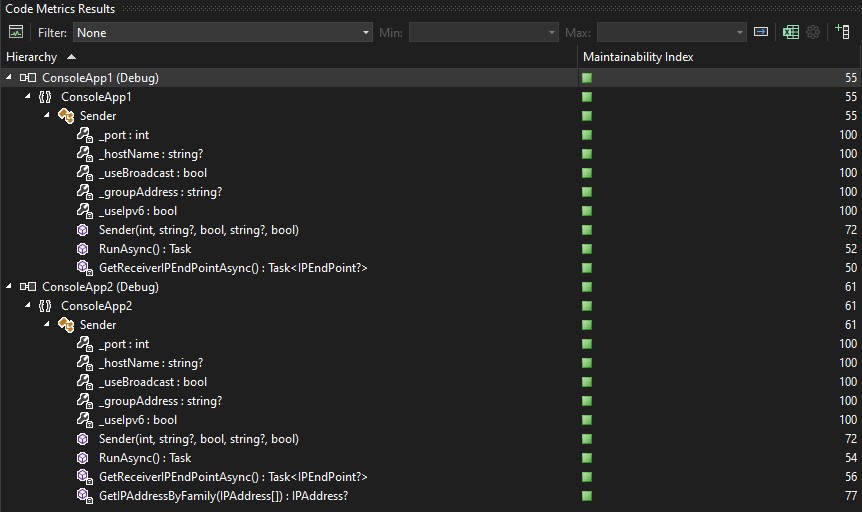 Code Metrics Results
Filter: None Min: Max:
Hierarchy Maintainability Index
ConsoleApp1 (Debug) 55
{} ConsoleApp1 55
Sender 55
_port : int 100
_hostName : string? 100
_useBroadcast : bool 100
_groupAddress : string? 100
_useIpv6 : bool 100
Sender(int, string?, bool, string?, bool) 72
RunAsync() : Task 52
GetReceiverIPEndPointAsync() : Task<IPEndPoint?> 50
ConsoleApp2 (Debug) 61
{} ConsoleApp2 61
Sender 61
_port : int 100
_hostName : string? 100
_useBroadcast : bool 100
_groupAddress : string? 100
_useIpv6 : bool 100
Sender(int, string?, bool, string?, bool) 72
RunAsync() : Task 54
GetReceiverIPEndPointAsync() : Task<IPEndPoint?> 56
GetIPAddressByFamily(IPAddress[]) : IPAddress? 77